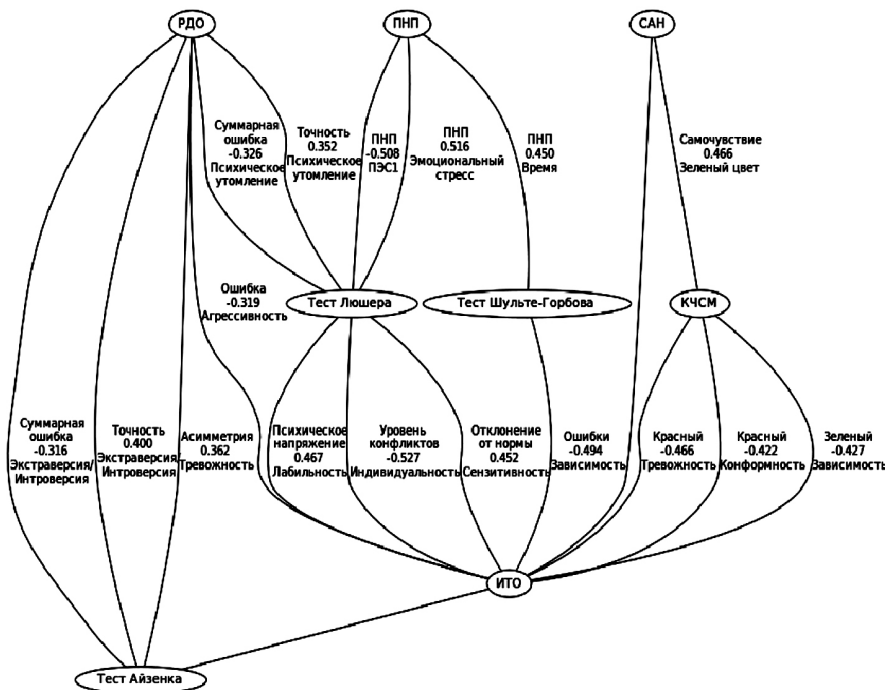 РДО
ПНП
САН
Суммарная
ошибка
-0.326
Психическое
утомление
Точность
0.352
Психическое
утомление
ПНП
-0.508
ПЭС1
ПНП
0.516
Эмоциональный
стресс
ПНП
0.450
Время
Самочувствие
0.466
Зеленый цвет
Ошибка
-0.319
Агрессивность
Тест Люшера
Тест Шульте-Горбова
КЧСМ
Суммарная
ошибка
-0.316
Экстраверсия/
Интроверсия
Точность
0.400
Экстраверсия/
Интроверсия
Асимметрия
0.362
Тревожность
Психическое
напряжение
0.467
Лабильность
Уровень
конфликтов
-0.527
Индивидуальность
Отклонение
от нормы
0.452
Сензитивность
Ошибки
-0.494
Зависимость
Красный
-0.466
Тревожность
Красный
-0.422
Конформность
Зеленый
-0.427
Зависимость
ИТО
Тест Айзенка